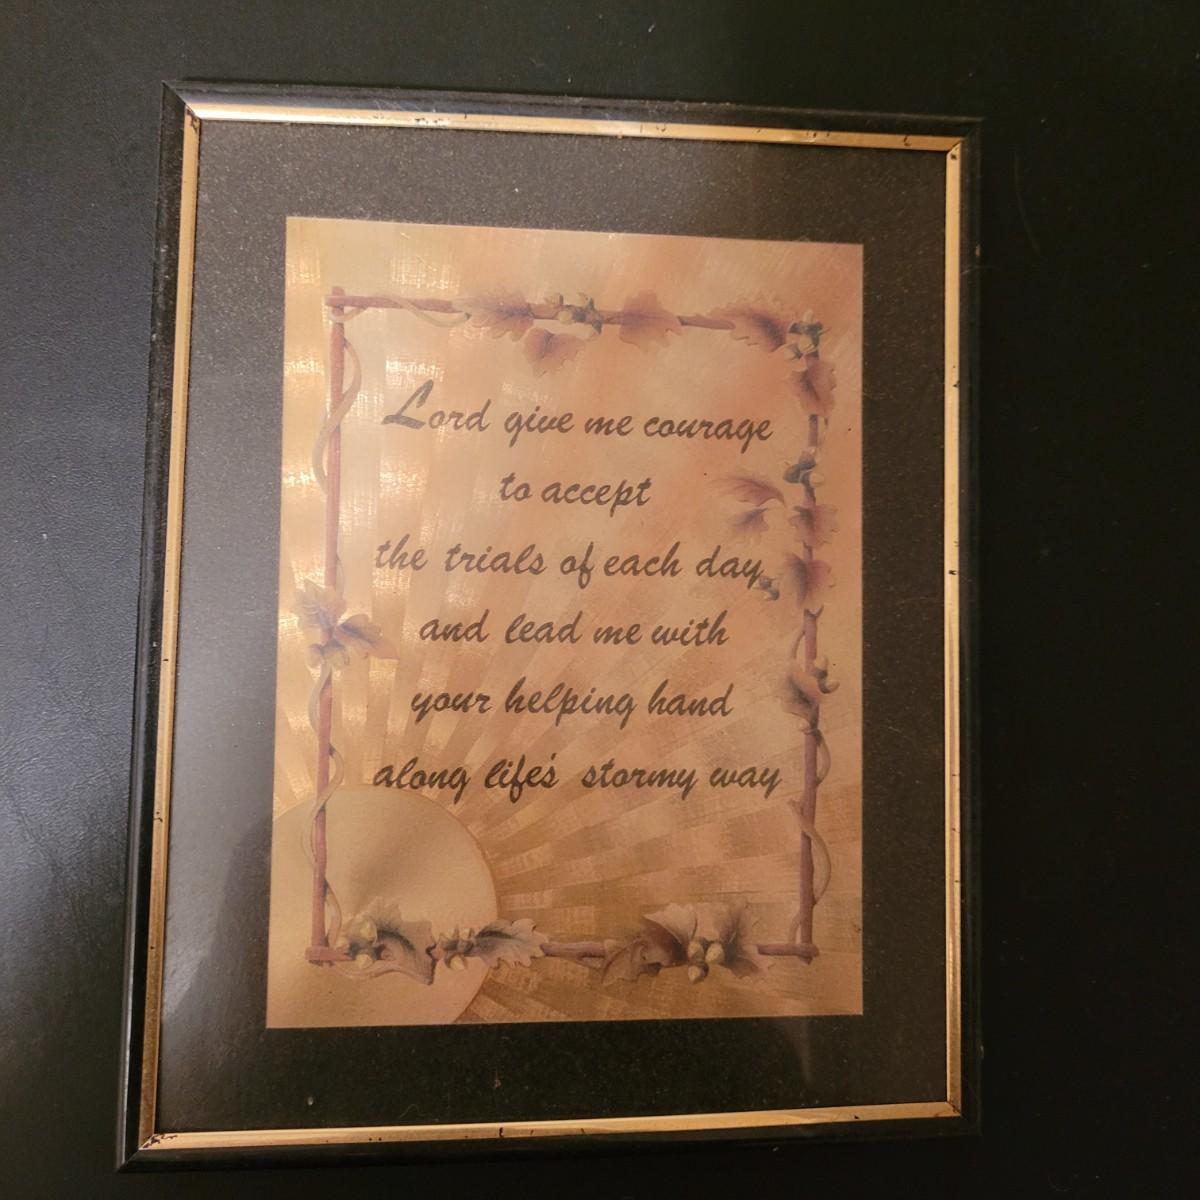 Lord give me courage
to accept
the trials of each day
and lead me with
your helping hand
along life's stormy way